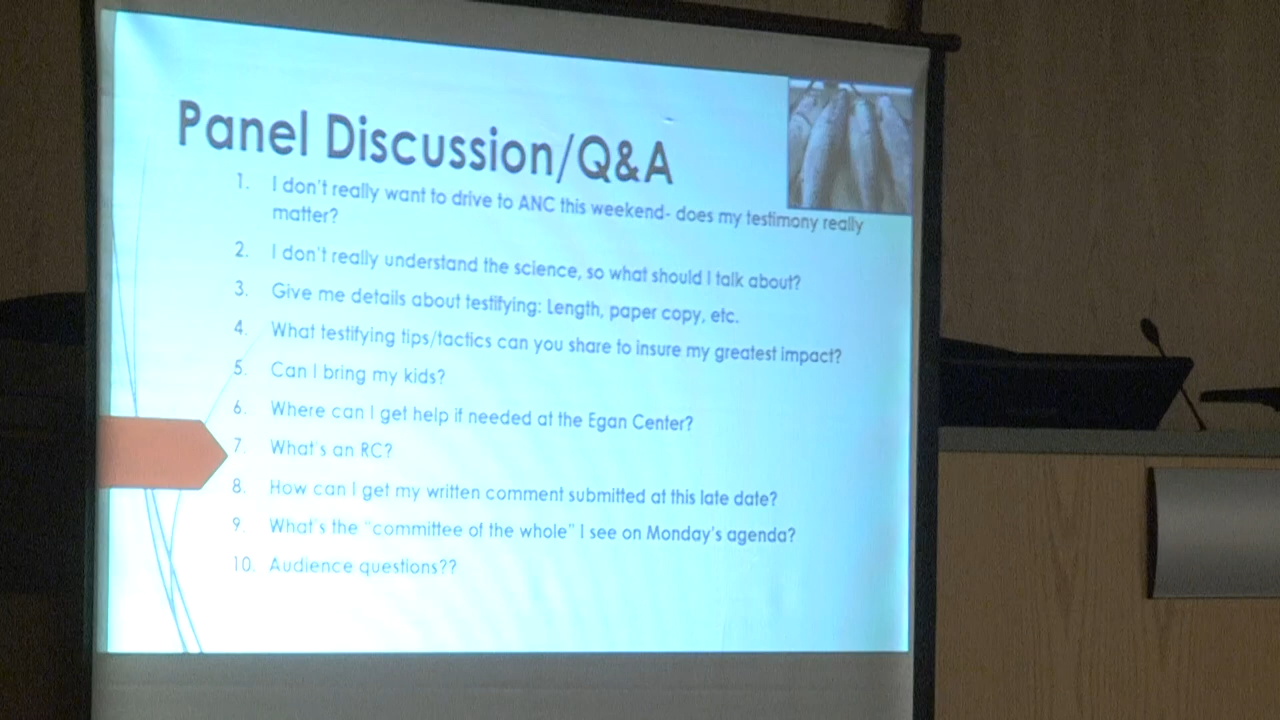 Panel Discussion/Q&A
1. I don't really want to drive to ANC this weekend- does my testimony really
matter?
2. I don't really understand the science, so what should I talk about?
3. Give me details about testifying: Length, paper copy, etc.
4. What testifying tips/tactics can you share to insure my greatest impact?
5. Can I bring my kids?
6. Where can I get help if needed at the Egan Center?
7. What's an RC?
8. How can I get my written comment submitted at this late date?
9. What's the "committee of the whole" I see on Monday's agenda?
10. Audience questions??